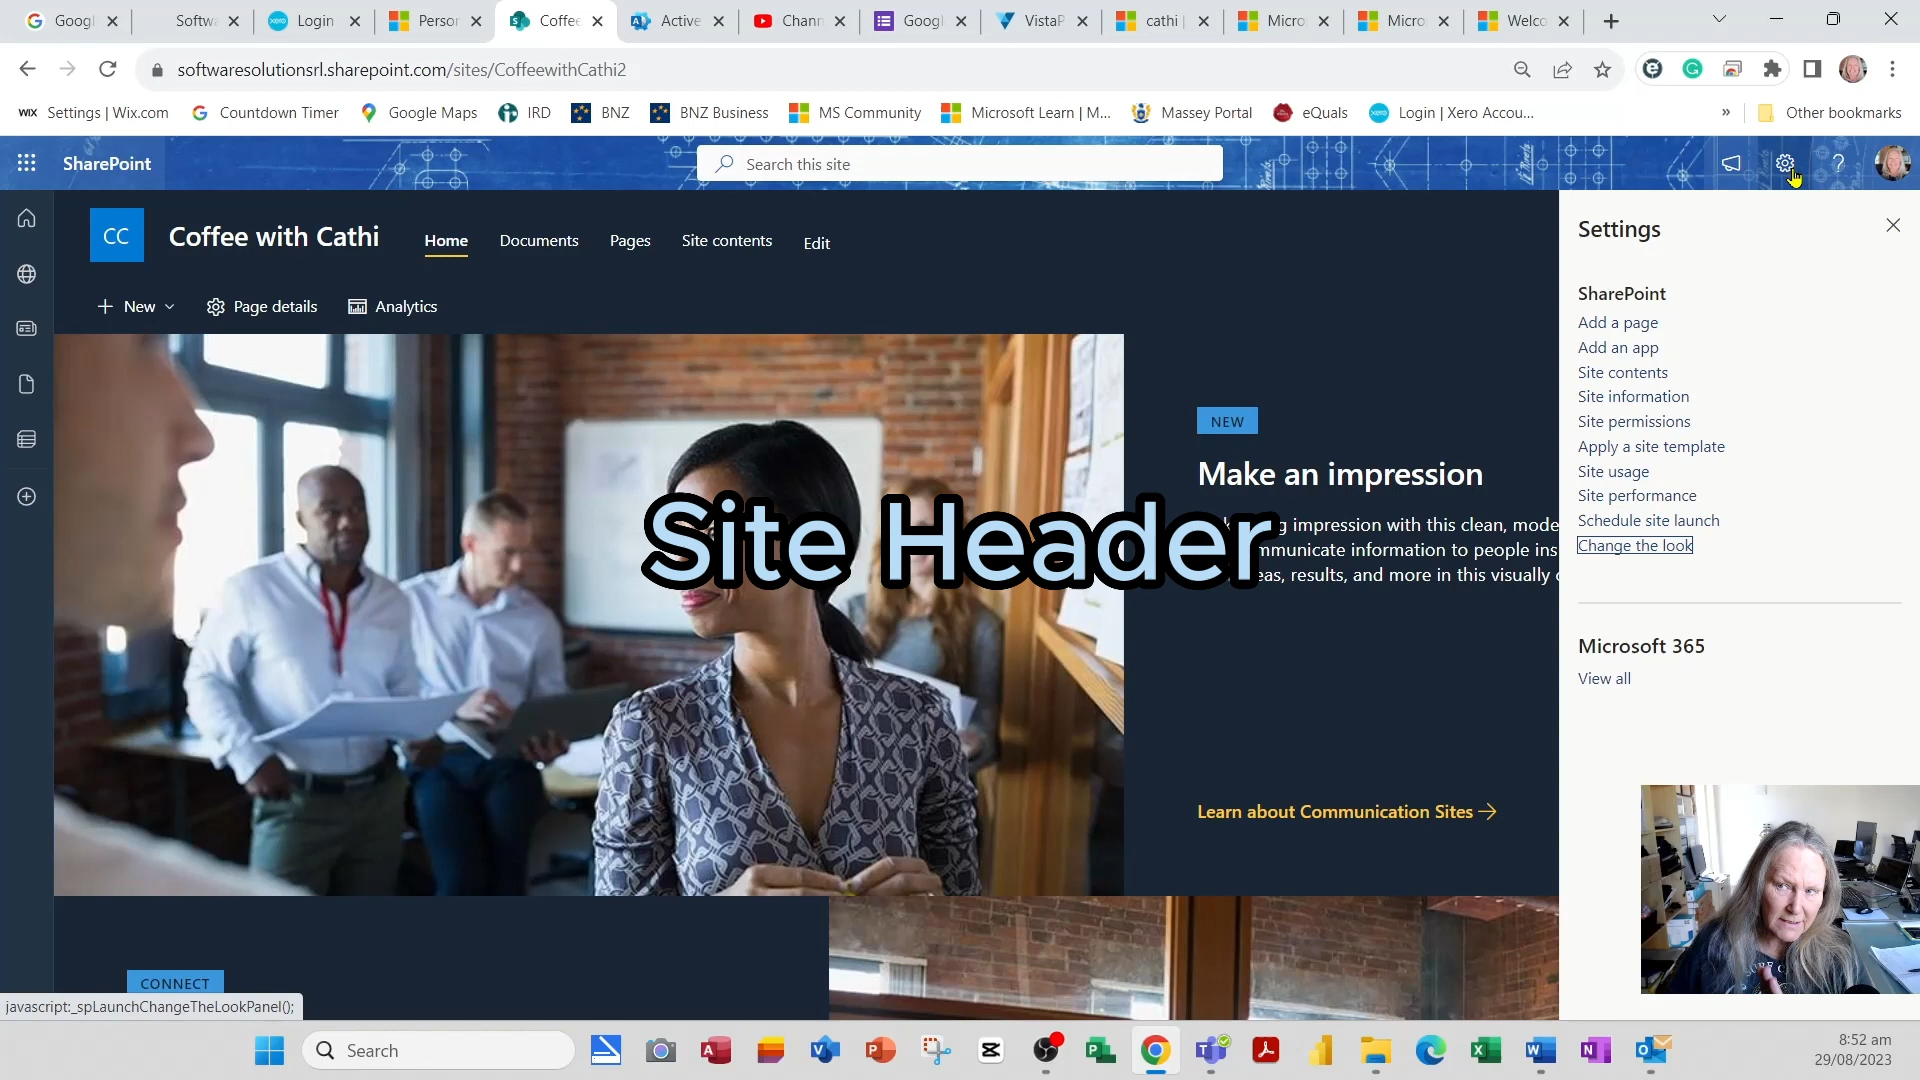 Googl
Softw
Login
Person
Coffee
Active
Chann
Googl
VistaP
cathi |
Micro
Micro
Welco
softwaresolutionsrl.sharepoint.com/sites/CoffeewithCathi2
WIX Settings | Wix.com
Countdown Timer
Google Maps
IRD
BNZ
BNZ Business
MS Community
Microsoft Learn | M...
Massey Portal
eQuals
Login | Xero Accou...
»
Other bookmarks
SharePoint
Search this site
CC
Coffee with Cathi
Home
Documents
Pages
Site contents
Edit
New
Page details
Analytics
NEW
Make an impression
g impression with this clean, mode
mmunicate information to people ins
eas, results, and more in this visually
Site Header
Learn about Communication Sites
CONNECT
Settings
SharePoint
Add a page
Add an app
Site contents
Site information
Site permissions
Apply a site template
Site usage
Site performance
Schedule site launch
Change the look
Microsoft 365
View all
javascript:_spLaunchChangeTheLookPanel();
Search
8:52 am
29/08/2023